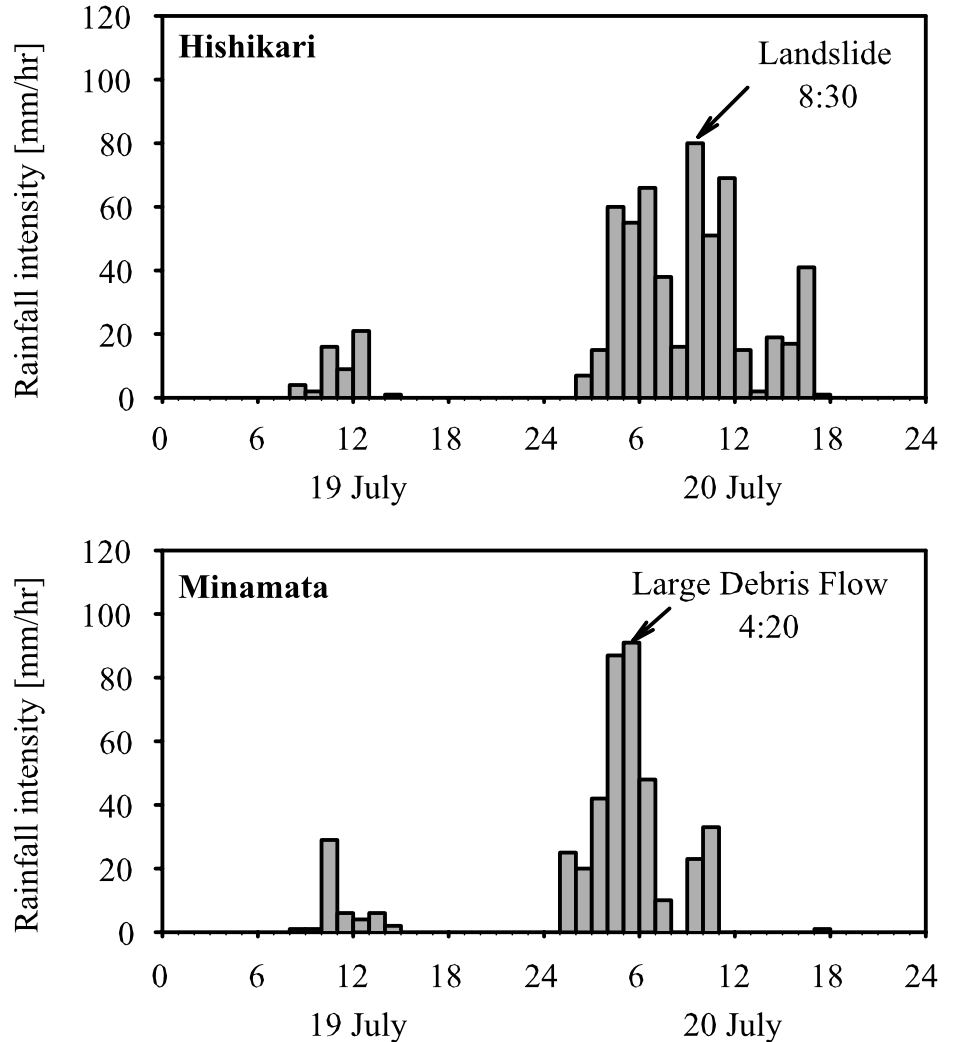 Hishikari
Landslide
8:30
Rainfall intensity [mm/hr]
120
100
80
60
40
20
0
0 6 12 18 24 6 12 18 24
19 July 20 July
Minamata
Large Debris Flow
4:20
Rainfall intensity [mm/hr]
120
100
80
60
40
20
0
0 6 12 18 24 6 12 18 24
19 July 20 July